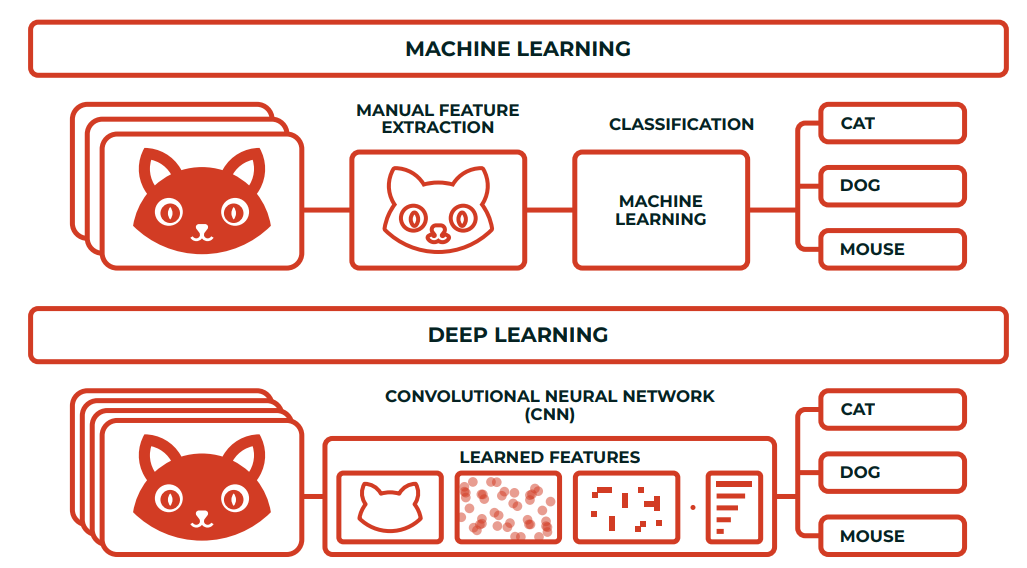 MACHINE LEARNING
MANUAL FEATURE
EXTRACTION
CLASSIFICATION
MACHINE
LEARNING
CAT
DOG
MOUSE
DEEP LEARNING
CONVOLUTIONAL NEURAL NETWORK
(CNN)
LEARNED FEATURES
CAT
DOG
MOUSE